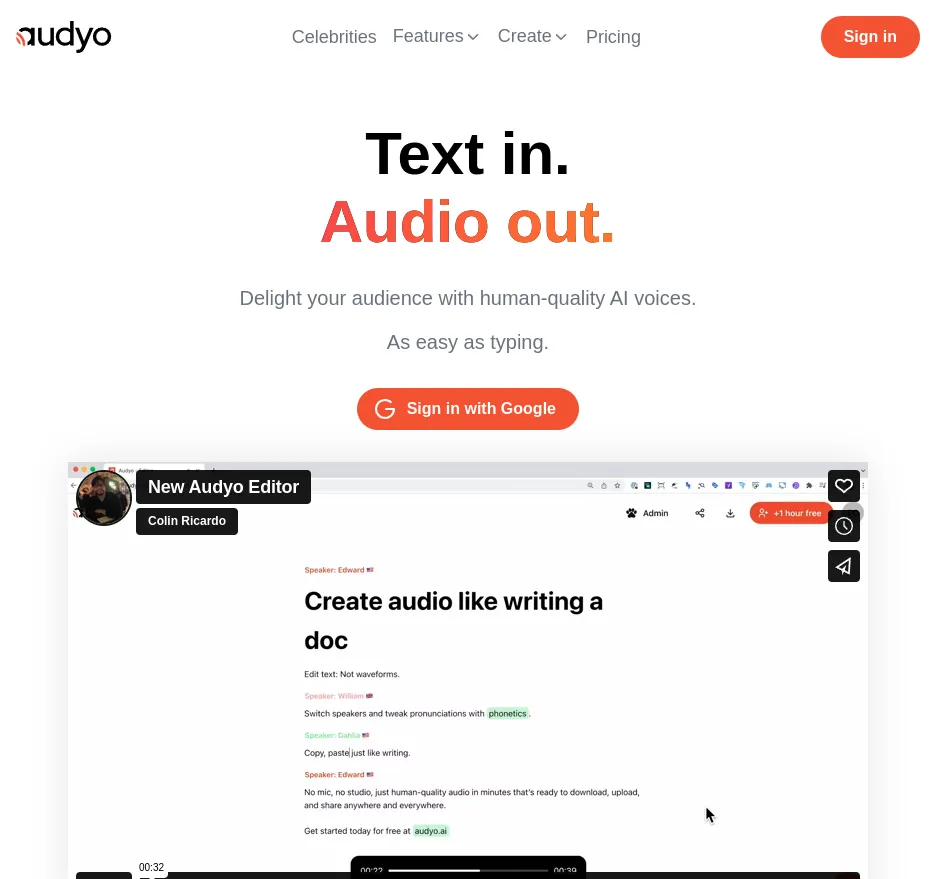 audyo
Celebrities Features Create Pricing
Sign in
Text in.
Audio out.
Delight your audience with human-quality AI voices.
As easy as typing.
Sign in with Google
New Audyo Editor
Colin Ricardo
Admin
+1 hour free
Speaker: Edward
Create audio like writing a
doc
Edit text: Not waveforms.
Speaker: William
Switch speakers and tweak pronunciations with phonetics.
Speaker: Dahlia
Copy, paste just like writing.
Speaker: Edward
No mic, no studio, just human-quality audio in minutes that's ready to download, upload,
and share anywhere and everywhere.
Get started today for free at audyo.ai
00:32
00:22 00:39